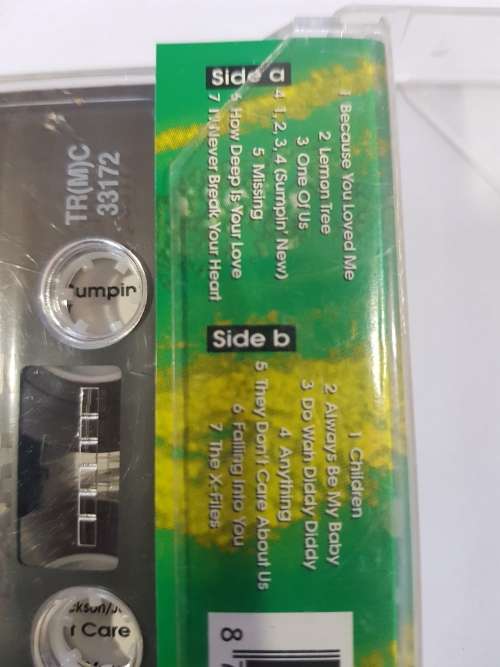 Side a
1 Because You Loved Me
2 Lemon Tree
3 One Of Us
4 1, 2, 3, 4 (Sumpin' New)
5 Missing
6 How Deep Is Your Love
7 I'll Never Break Your Heart
Side b
1 Children
2 Always Be My Baby
3 Do Wah Diddy Diddy
4 Anything
5 They Don't Care About Us
6 Falling Into You
7 The X-Files
TR(M)C
33172
umpin
Care
8